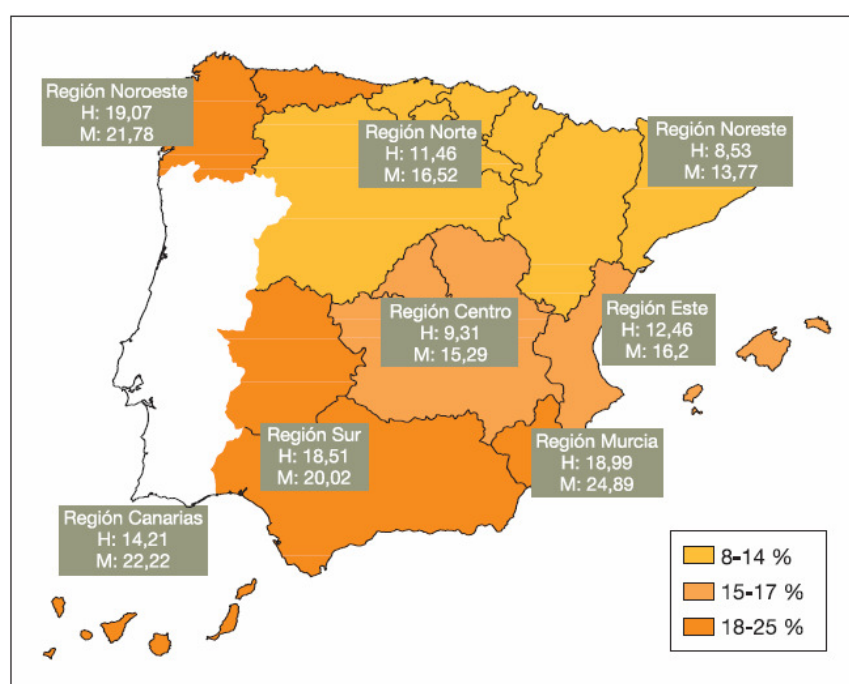 Región Noroeste
H: 19,07
M: 21,78
Región Norte
H: 11,46
M: 16,52
Región Noreste
H: 8,53
M: 13,77
Región Centro
H: 9,31
M: 15,29
Región Este
H: 12,46
M: 16,2
Región Sur
H: 18,51
M: 20,02
Región Murcia
H: 18,99
M: 24,89
Región Canarias
H: 14,21
M: 22,22
8-14 %
15-17 %
18-25 %